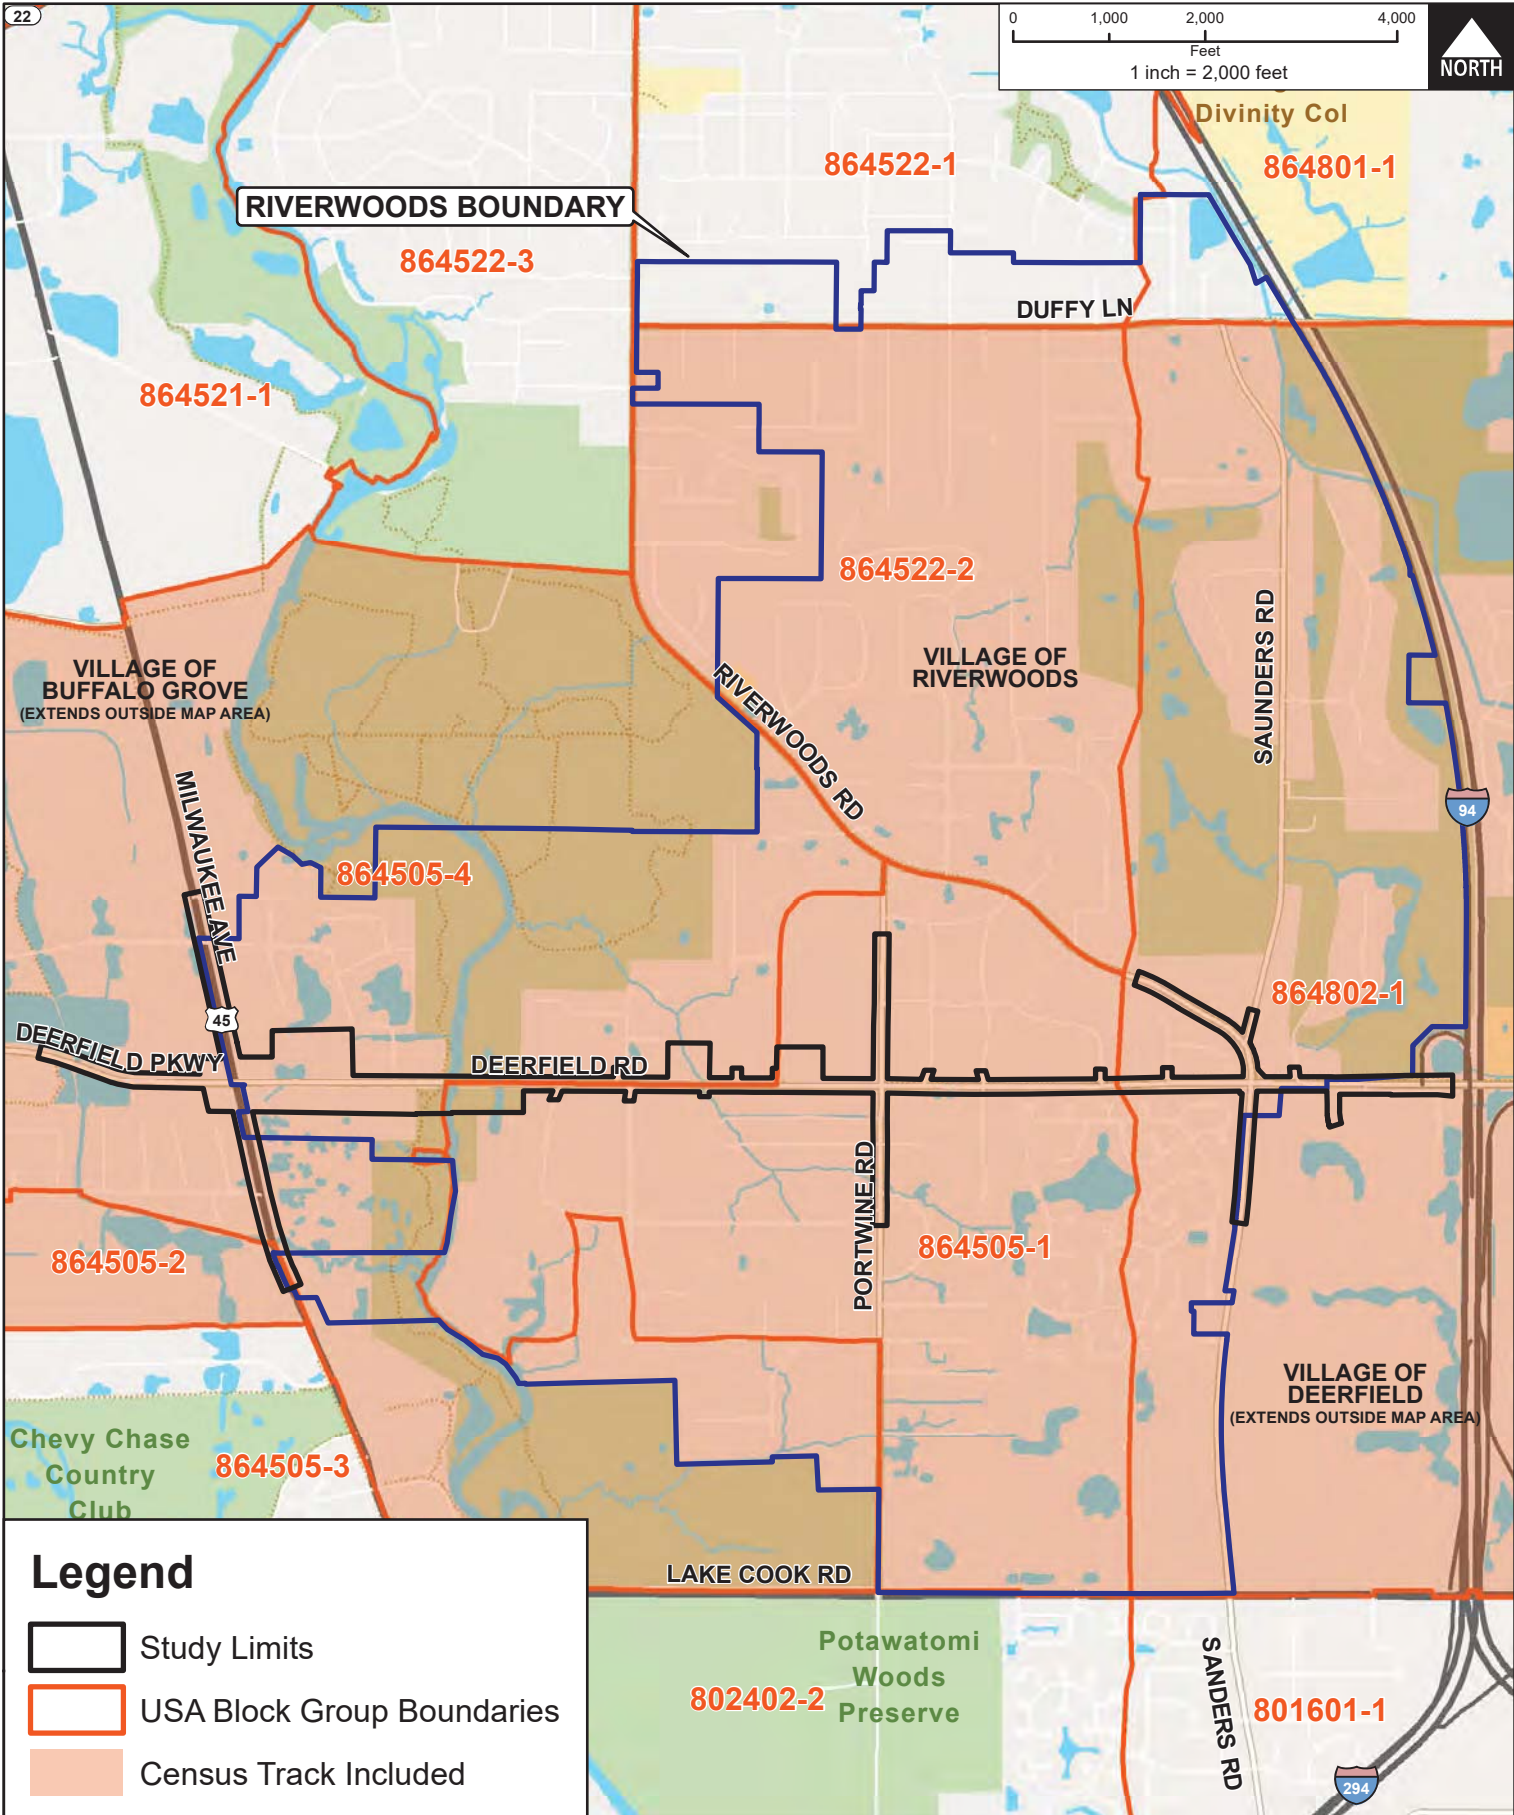 22
0 1,000 2,000 4,000
Feet
1 inch = 2,000 feet
NORTH
Divinity Col
864522-1
864801-1
RIVERWOODS BOUNDARY
864522-3
DUFFY LN
864521-1
864522-2
VILLAGE OF
BUFFALO GROVE
(EXTENDS OUTSIDE MAP AREA)
VILLAGE OF
RIVERWOODS
SAUNDERS RD
RIVERWOODS RD
94
MILWAUKEE AVE
864505-4
864802-1
45
DEERFIELD PKWY
DEERFIELD RD
PORTWINE RD
864505-2
864505-1
VILLAGE OF
DEERFIELD
(EXTENDS OUTSIDE MAP AREA)
Chevy Chase
Country
Club
864505-3
LAKE COOK RD
Potawatomi
Woods
Preserve
802402-2
SANDERS RD
801601-1
294
Legend
Study Limits
USA Block Group Boundaries
Census Track Included